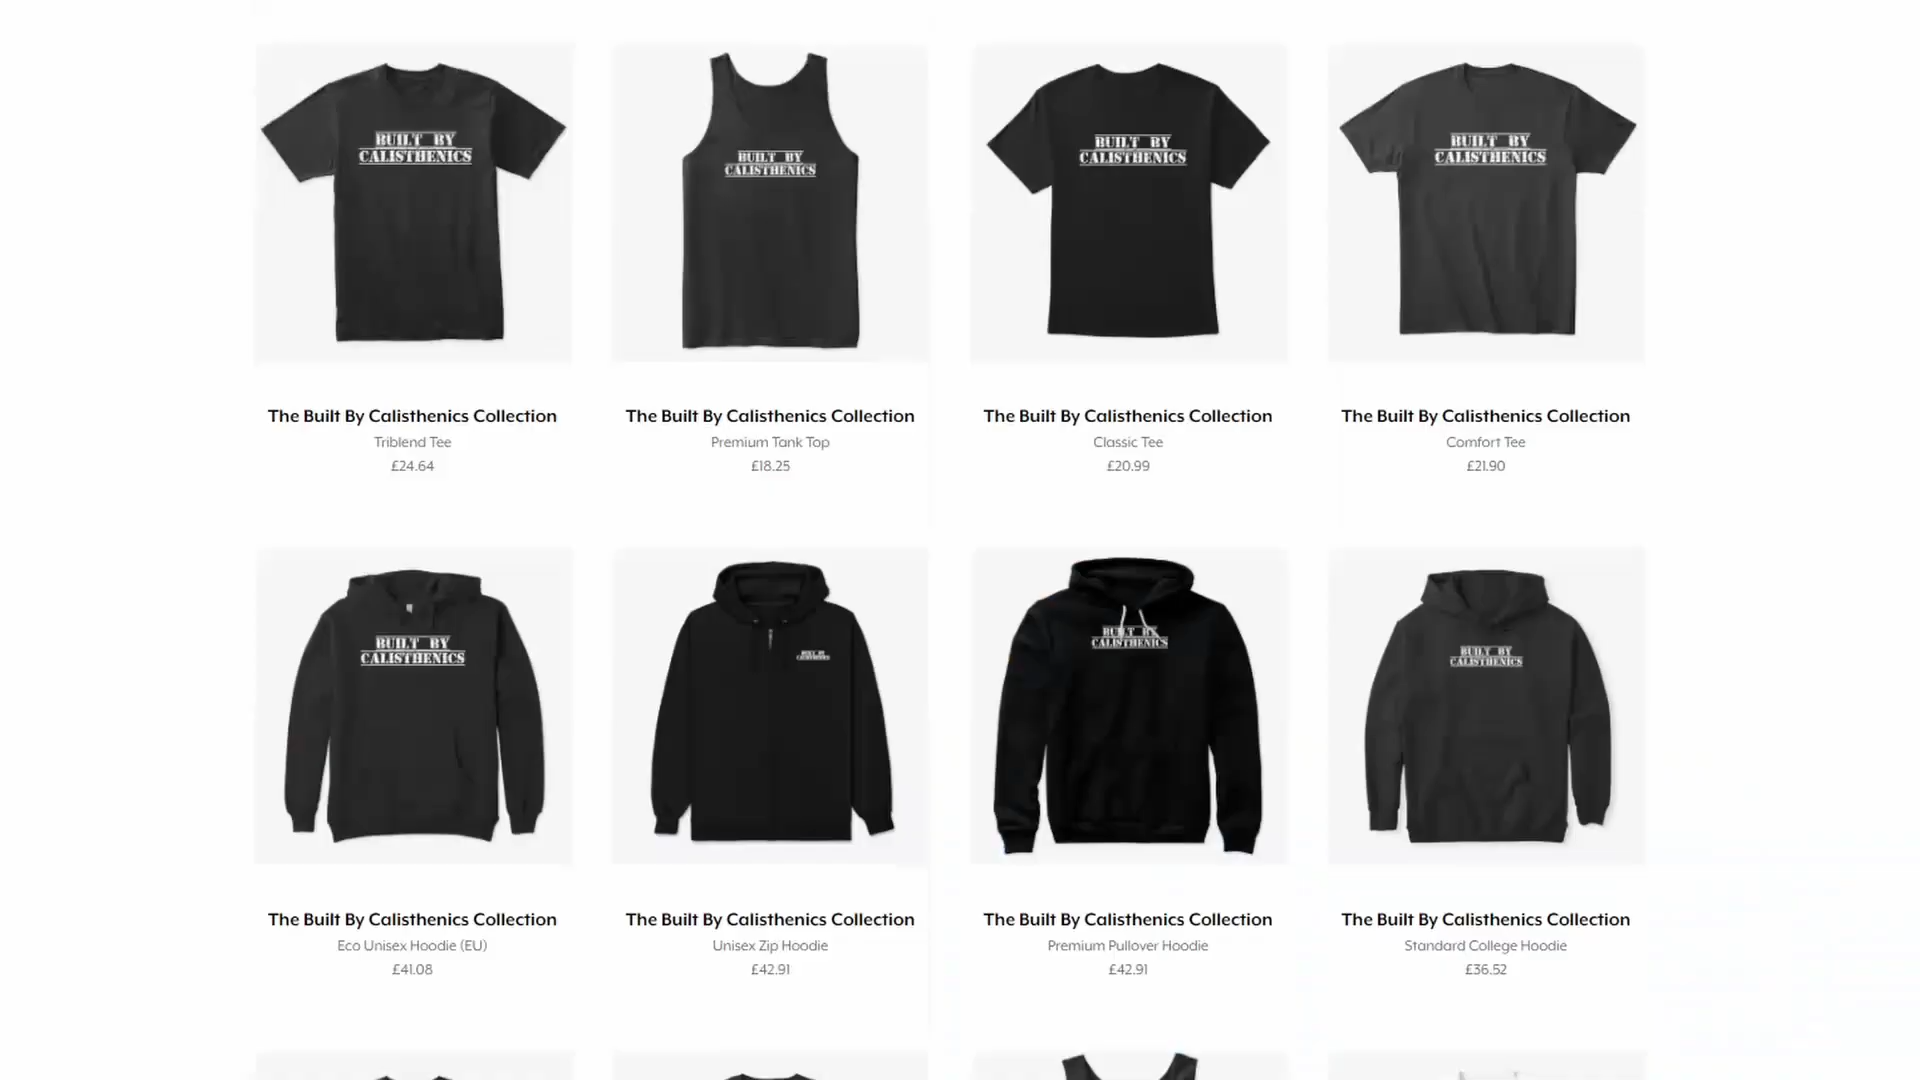 BUILT BY
CALISTHENICS
BUILT BY
CALISTHENICS
BUILT BY
CALISTHENICS
BUILT BY
CALISTHENICS
The Built By Calisthenics Collection
Triblend Tee
£24.64
The Built By Calisthenics Collection
Premium Tank Top
£18.25
The Built By Calisthenics Collection
Classic Tee
£20.99
The Built By Calisthenics Collection
Comfort Tee
£21.90
BUILT BY
CALISTHENICS
BUILT BY
CALISTHENICS
BUILT BY
CALISTHENICS
BUILT BY
CALISTHENICS
The Built By Calisthenics Collection
Eco Unisex Hoodie (EU)
£41.08
The Built By Calisthenics Collection
Unisex Zip Hoodie
£42.91
The Built By Calisthenics Collection
Premium Pullover Hoodie
£42.91
The Built By Calisthenics Collection
Standard College Hoodie
£36.52